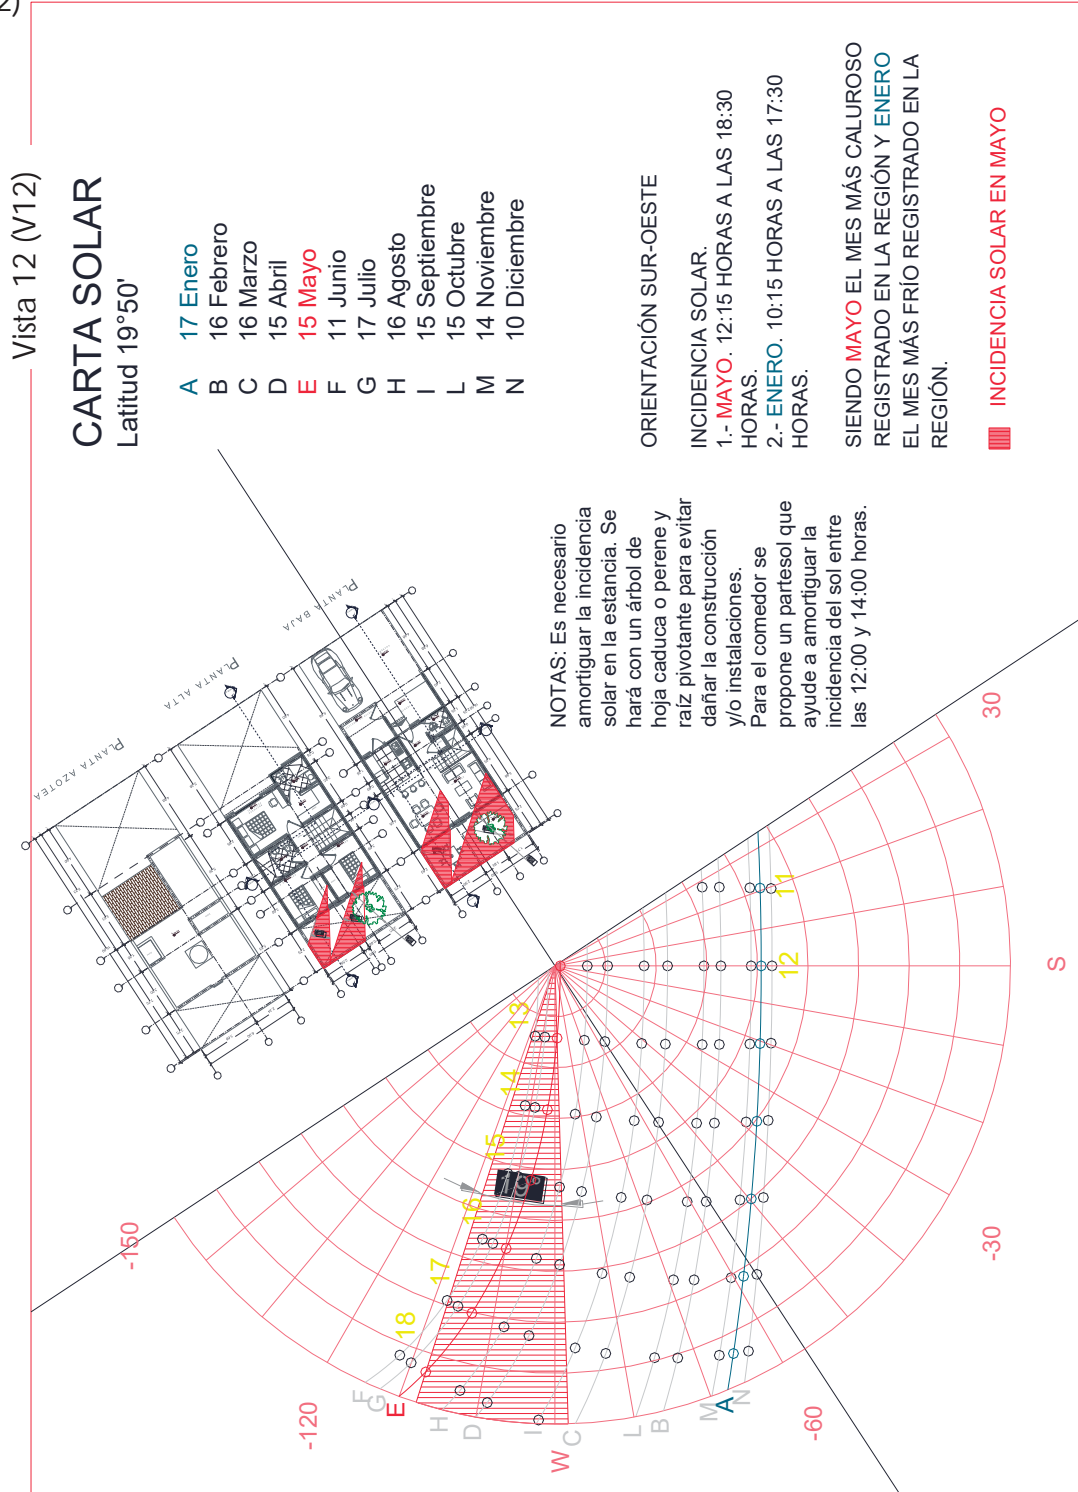 2)
Vista 12 (V12)
CARTA SOLAR
Latitud 19°50'
A 17 Enero
B 16 Febrero
C 16 Marzo
D 15 Abril
E 15 Mayo
F 11 Junio
G 17 Julio
H 16 Agosto
I 15 Septiembre
L 15 Octubre
M 14 Noviembre
N 10 Diciembre
ORIENTACIÓN SUR-OESTE
INCIDENCIA SOLAR.
1.- MAYO. 12:15 HORAS A LAS 18:30
HORAS.
2.- ENERO. 10:15 HORAS A LAS 17:30
HORAS.
SIENDO MAYO EL MES MÁS CALUROSO
REGISTRADO EN LA REGIÓN Y ENERO
EL MES MÁS FRÍO REGISTRADO EN LA
REGIÓN.
INCIDENCIA SOLAR EN MAYO
NOTAS: Es necesario
amortiguar la incidencia
solar en la estancia. Se
hará con un árbol de
hoja caduca o perene y
raíz pivotante para evitar
dañar la construcción
y/o instalaciones.
Para el comedor se
propone un partesol que
ayude a amortiguar la
incidencia del sol entre
las 12:00 y 14:00 horas.
PLANTA AZOTEA
PLANTA ALTA
PLANTA BAJA
-150
-120
W
-60
-30
S
30
18
17
16
15
14
13
12
11
19°
F
G
E
H
D
I
C
L
B
M
A
N